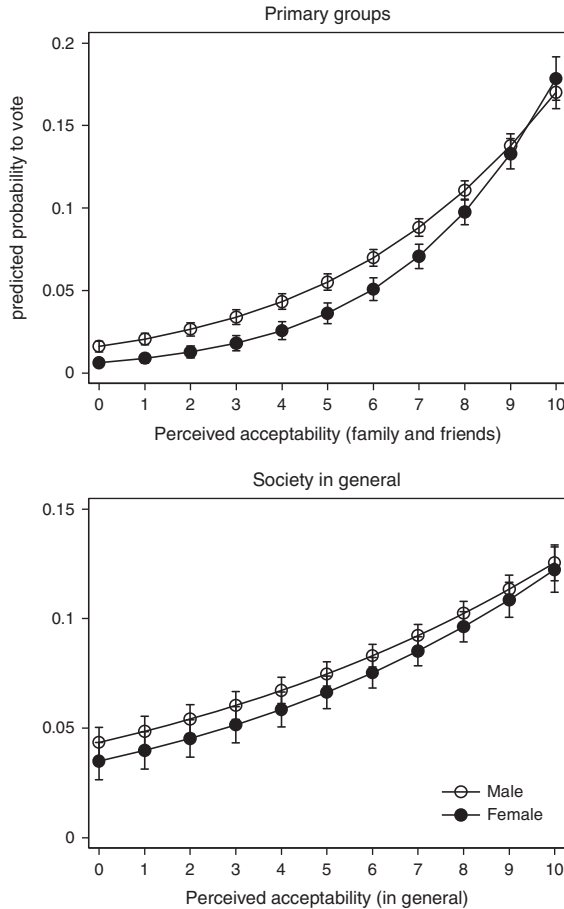 Primary groups
0.2
0.15
0.1
0.05
0
predicted probability to vote
0 1 2 3 4 5 6 7 8 9 10
Perceived acceptability (family and friends)
Society in general
0.15
0.1
0.05
0
Male
Female
0 1 2 3 4 5 6 7 8 9 10
Perceived acceptability (in general)